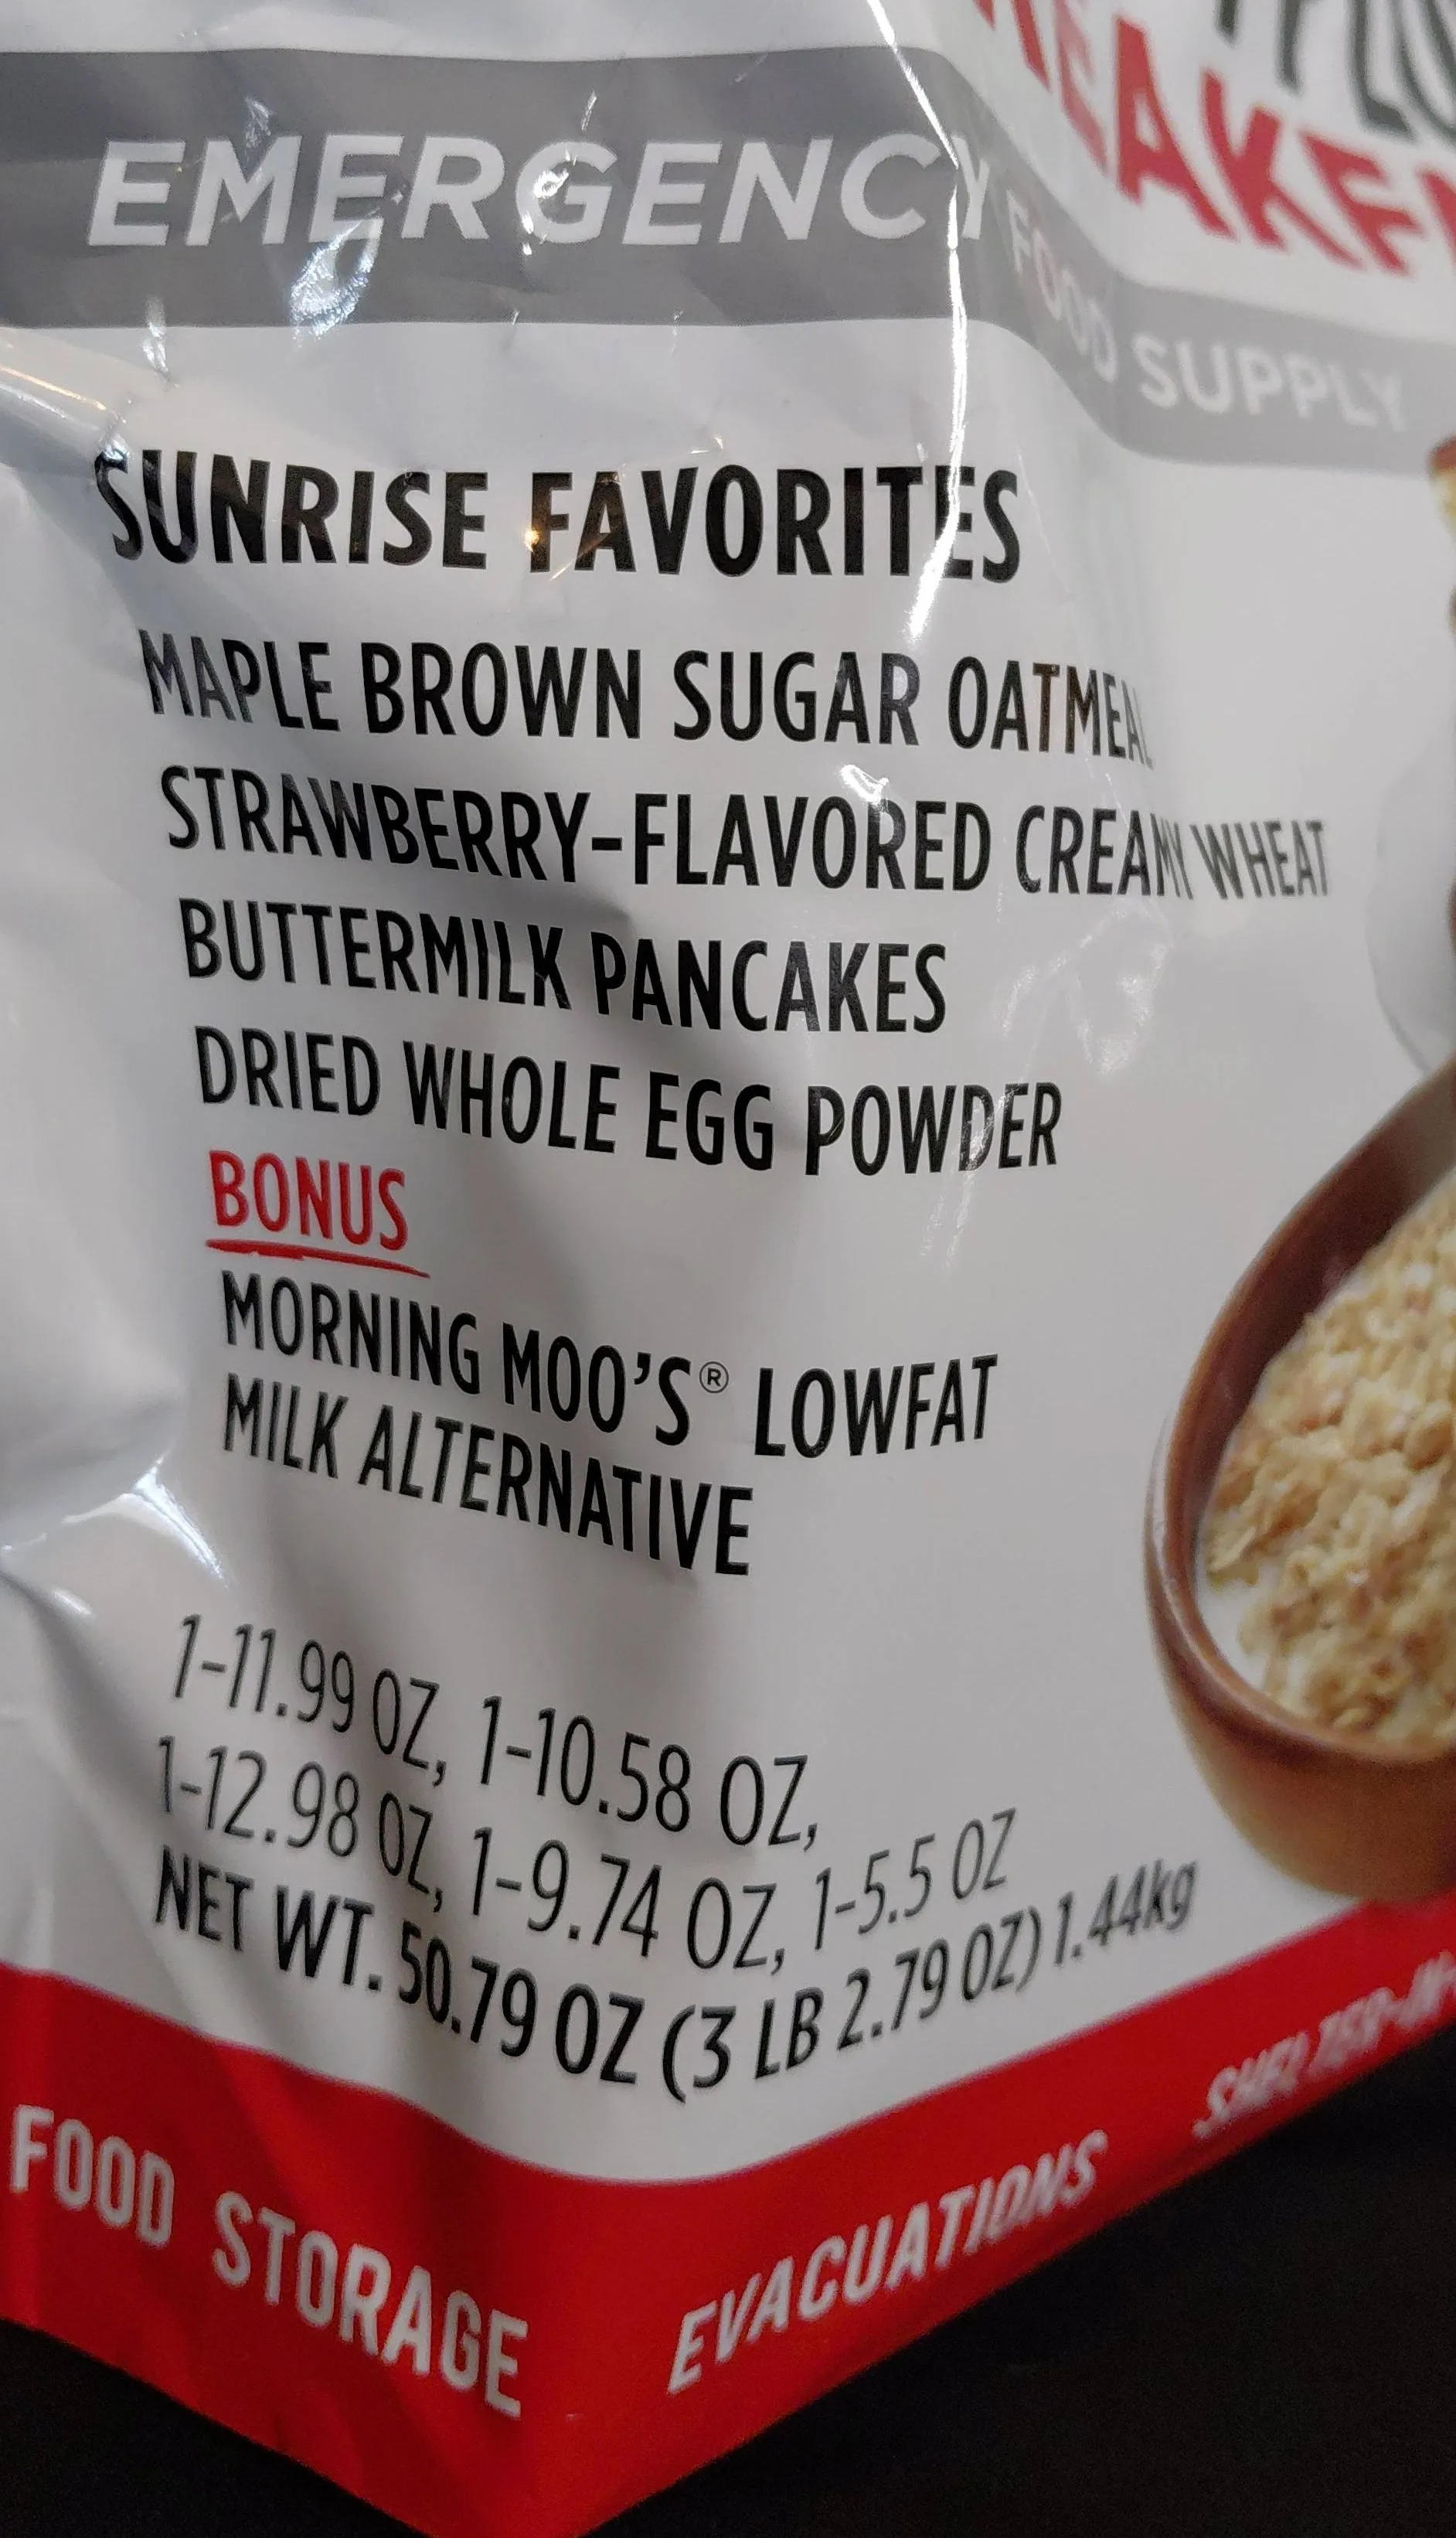 EMERGENCY FOOD SUPPLY
SUNRISE FAVORITES
MAPLE BROWN SUGAR OATMEAL
STRAWBERRY-FLAVORED CREAMY WHEAT
BUTTERMILK PANCAKES
DRIED WHOLE EGG POWDER
BONUS
MORNING MOO'S® LOWFAT
MILK ALTERNATIVE
1-11.99 OZ, 1-10.58 OZ,
1-12.98 OZ, 1-9.74 OZ, 1-5.5 OZ
NET WT. 50.79 OZ (3 LB 2.79 OZ) 1.44kg
FOOD STORAGE EVACUATIONS